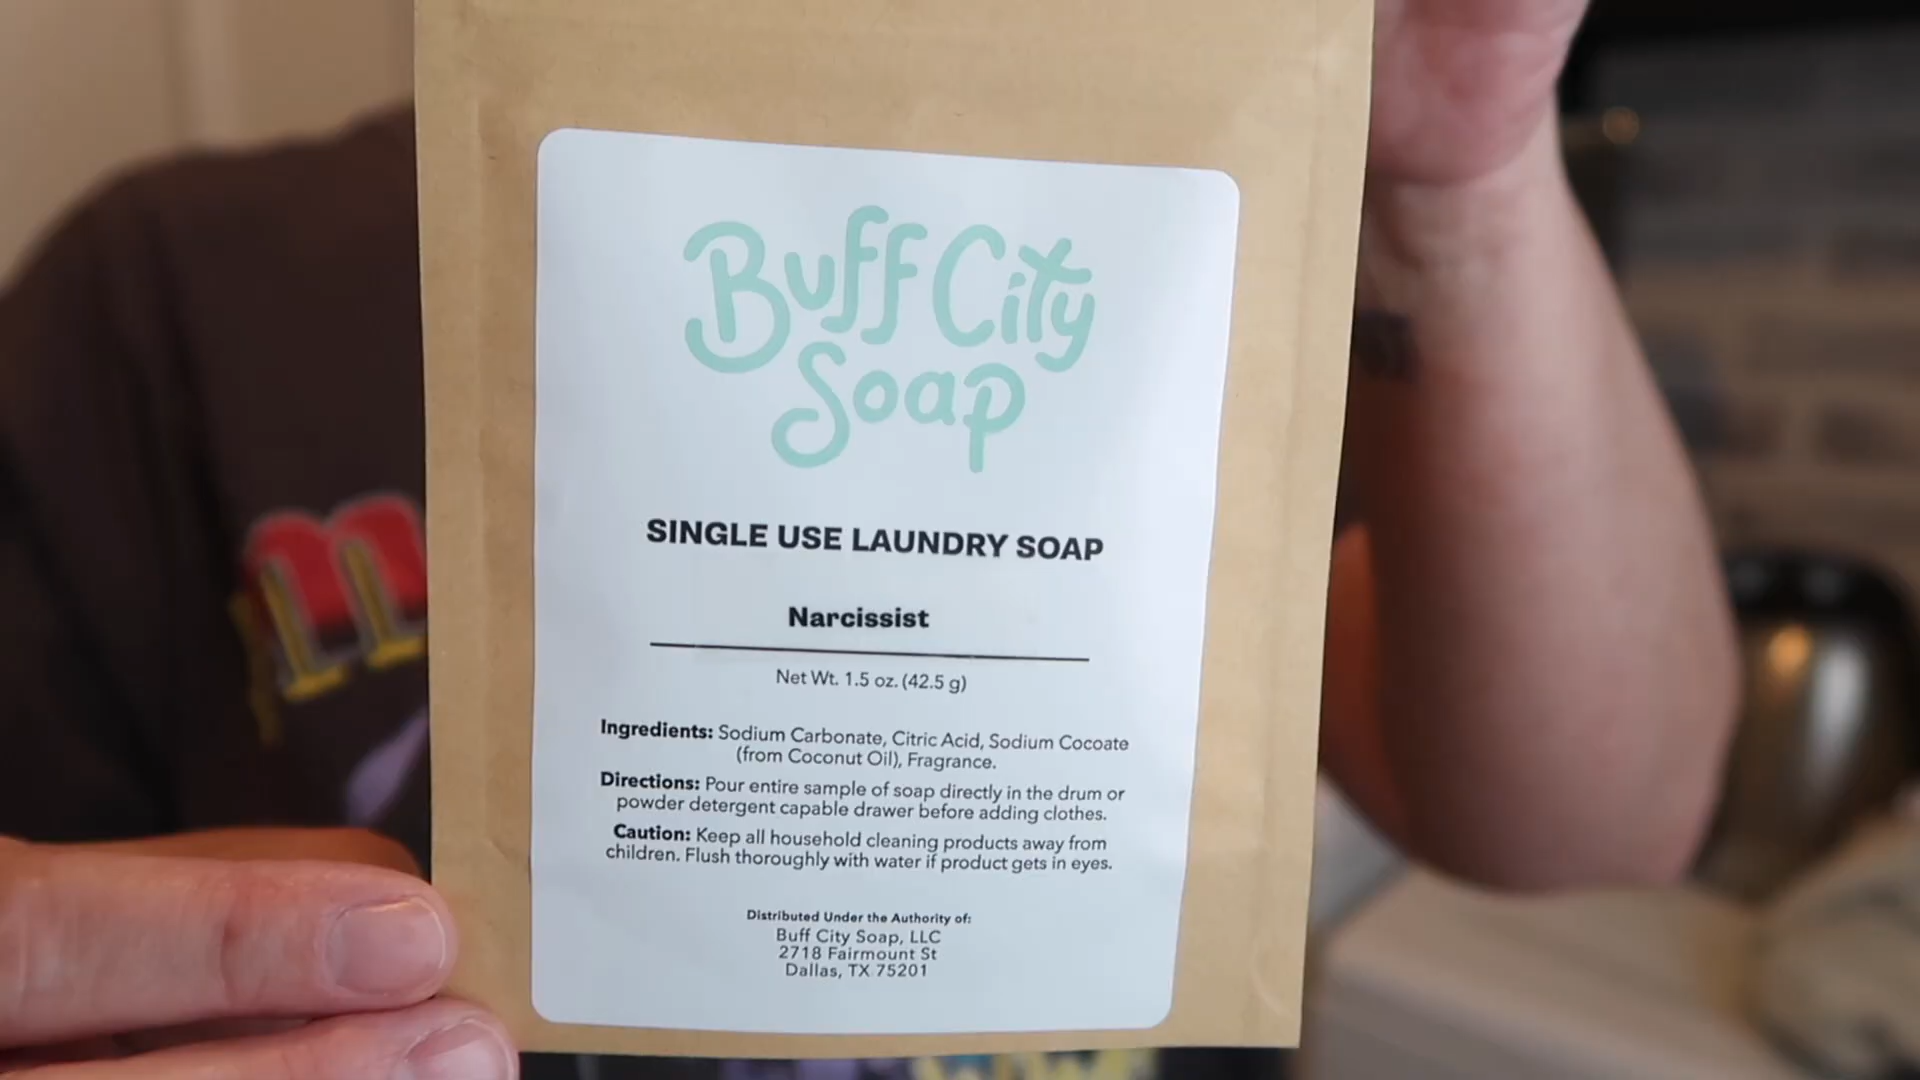 Buff City
Soap
SINGLE USE LAUNDRY SOAP
Narcissist
Net Wt. 1.5 oz. (42.5 g)
Ingredients: Sodium Carbonate, Citric Acid, Sodium Cocoate
(from Coconut Oil), Fragrance.
Directions: Pour entire sample of soap directly in the drum or
powder detergent capable drawer before adding clothes.
Caution: Keep all household cleaning products away from
children. Flush thoroughly with water if product gets in eyes.
Distributed Under the Authority of:
Buff City Soap, LLC
2718 Fairmount St
Dallas, TX 75201